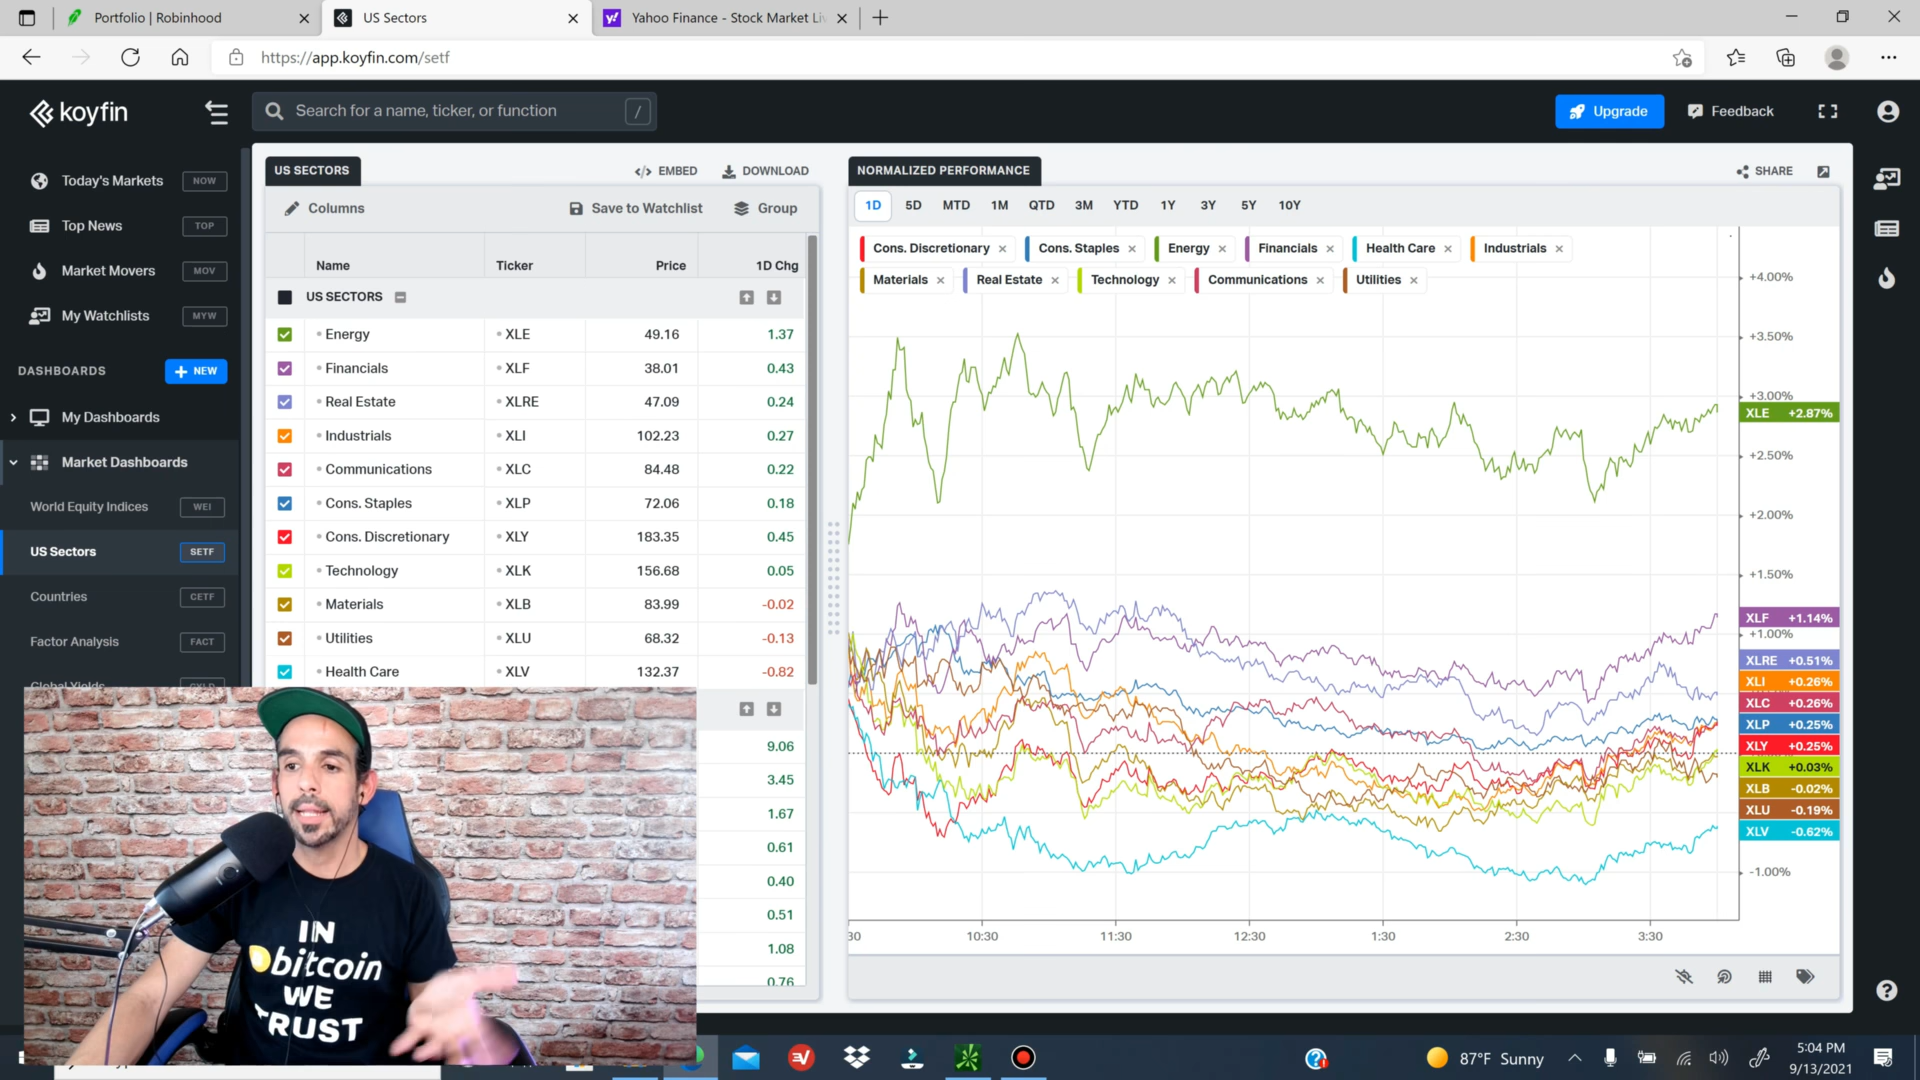 Portfolio | Robinhood
US Sectors
Yahoo Finance - Stock Market Li
https://app.koyfin.com/setf
koyfin
Search for a name, ticker, or function
/
Upgrade
Feedback
Today's Markets NOW
Top News TOP
Market Movers MOV
My Watchlists MYW
DASHBOARDS
NEW
My Dashboards
Market Dashboards
World Equity Indices WEI
US Sectors SETF
Countries CETF
Factor Analysis FACT
US SECTORS
EMBED
DOWNLOAD
Columns
Save to Watchlist
Group
Name Ticker Price 1D Chg
US SECTORS
Energy XLE 49.16 1.37
Financials XLF 38.01 0.43
Real Estate XLRE 47.09 0.24
Industrials XLI 102.23 0.27
Communications XLC 84.48 0.22
Cons. Staples XLP 72.06 0.18
Cons. Discretionary XLY 183.35 0.45
Technology XLK 156.68 0.05
Materials XLB 83.99 -0.02
Utilities XLU 68.32 -0.13
Health Care XLV 132.37 -0.82
9.06
3.45
1.67
0.61
0.40
0.51
1.08
0.76
NORMALIZED PERFORMANCE
SHARE
1D 5D MTD 1M QTD 3M YTD 1Y 3Y 5Y 10Y
Cons. Discretionary Cons. Staples Energy Financials Health Care Industrials
Materials Real Estate Technology Communications Utilities
+4.00%
+3.50%
+3.00%
XLE +2.87%
+2.50%
+2.00%
+1.50%
XLF +1.14%
+1.00%
XLRE +0.51%
XLI +0.26%
XLC +0.26%
XLP +0.25%
XLY +0.25%
XLK +0.03%
XLB -0.02%
XLU -0.19%
XLV -0.62%
-1.00%
30 10:30 11:30 12:30 1:30 2:30 3:30
IN
bitcoin
WE
TRUST
87°F Sunny
5:04 PM
9/13/2021